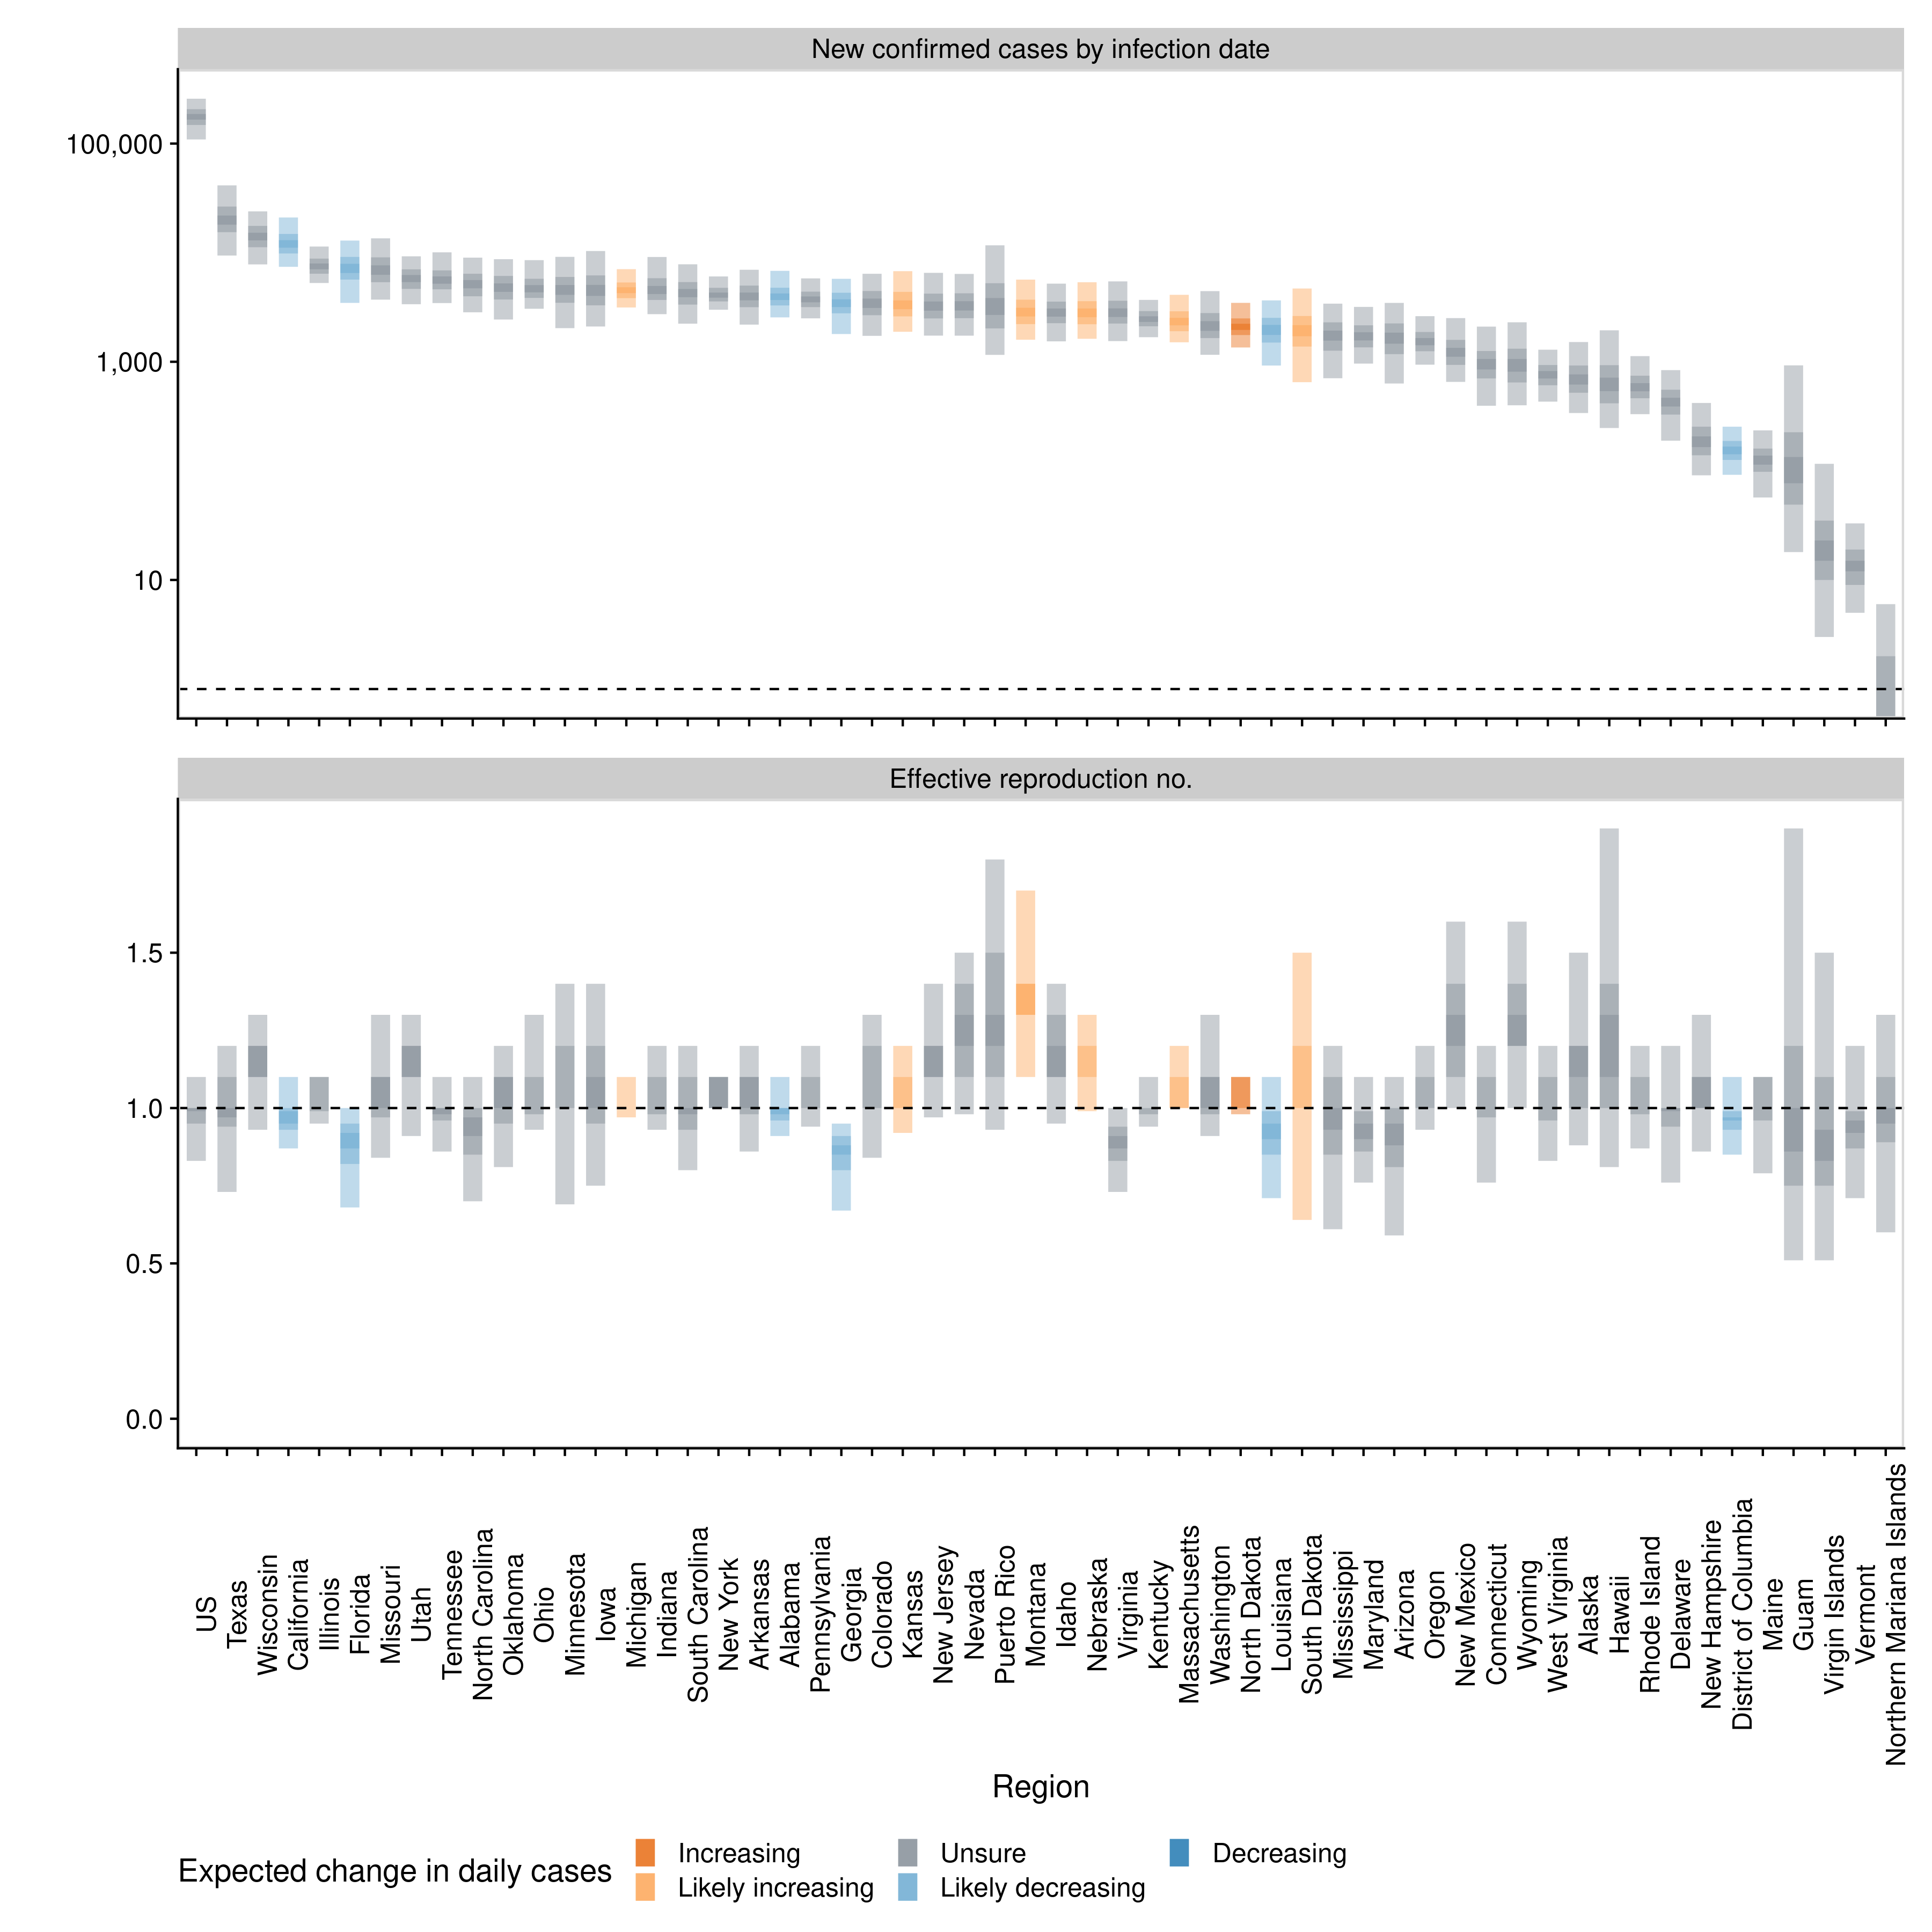 New confirmed cases by infection date
100,000
1,000
10
Effective reproduction no.
1.5
1.0
0.5
0.0
US
Texas
Wisconsin
California
Illinois
Florida
Missouri
Utah
Tennessee
North Carolina
Oklahoma
Ohio
Minnesota
Iowa
Michigan
Indiana
South Carolina
New York
Arkansas
Alabama
Pennsylvania
Georgia
Colorado
Kansas
New Jersey
Nevada
Puerto Rico
Montana
Idaho
Nebraska
Virginia
Kentucky
Massachusetts
Washington
North Dakota
Louisiana
South Dakota
Mississippi
Maryland
Arizona
Oregon
New Mexico
Connecticut
Wyoming
West Virginia
Alaska
Hawaii
Rhode Island
Delaware
New Hampshire
District of Columbia
Maine
Guam
Virgin Islands
Vermont
Northern Mariana Islands
Region
Expected change in daily cases
Increasing
Unsure
Decreasing
Likely increasing
Likely decreasing